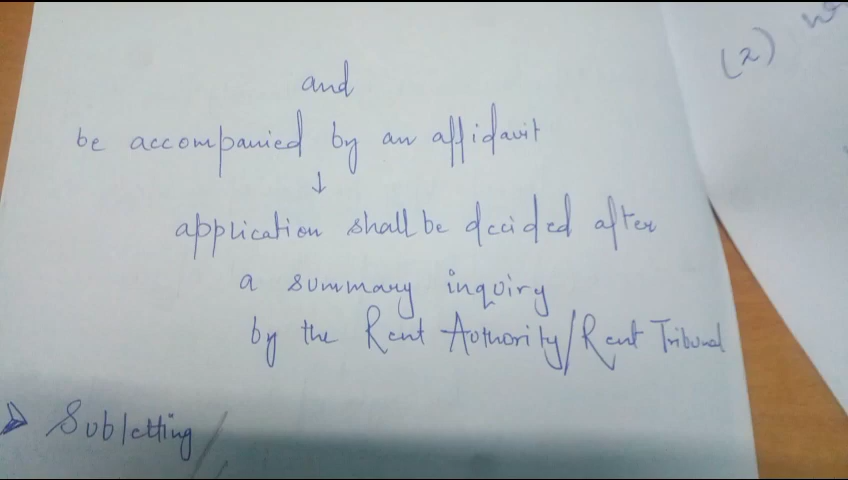 and
be accompanied by an affidavit
↓
application shall be decided after
a summary inquiry
by the Rent Authority/Rent Tribunal
➤ Subletting
(2)